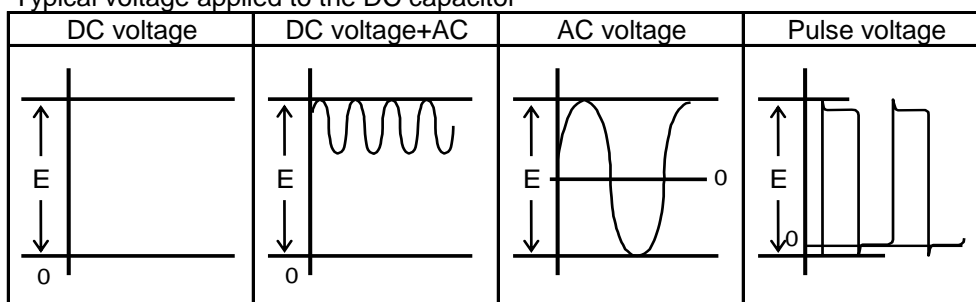 Typical voltage applied to the DC capacitor
DC voltage
DC voltage+AC
AC voltage
Pulse voltage
E
0
E
0
E
0
E
0